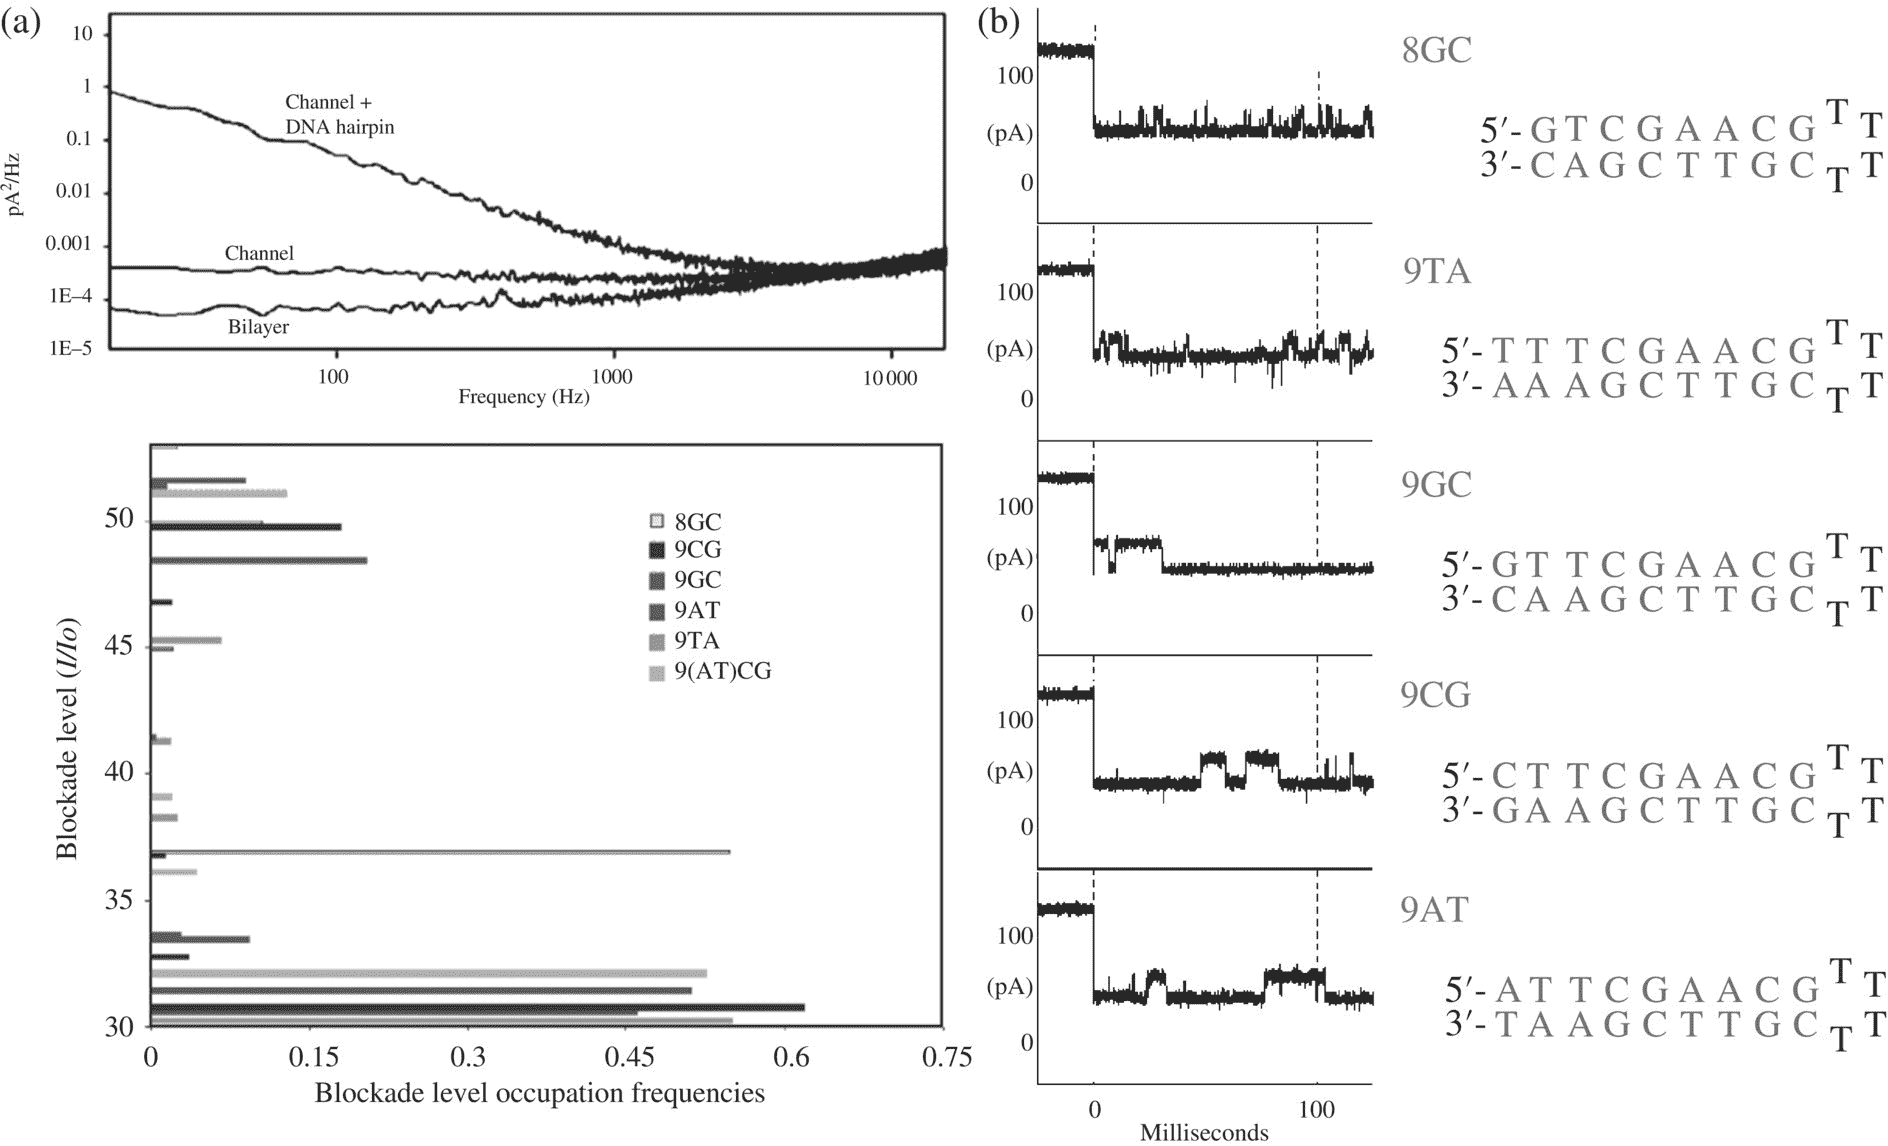 (a)
10
1
0.1
0.01
0.001
1E–4
1E–5
pA²/Hz
Channel +
DNA hairpin
Channel
Bilayer
100
1000
10 000
Frequency (Hz)
50
45
40
35
30
Blockade level (I/Io)
8GC
9CG
9GC
9AT
9TA
9(AT)CG
0
0.15
0.3
0.45
0.6
0.75
Blockade level occupation frequencies
(b)
100
(pA)
0
8GC
5′- G T C G A A C G T T
3′- C A G C T T G C T T
100
(pA)
0
9TA
5′- T T T C G A A C G T T
3′- A A A G C T T G C T T
100
(pA)
0
9GC
5′- G T T C G A A C G T T
3′- C A A G C T T G C T T
100
(pA)
0
9CG
5′- C T T C G A A C G T T
3′- G A A G C T T G C T T
100
(pA)
0
9AT
5′- A T T C G A A C G T T
3′- T A A G C T T G C T T
0
100
Milliseconds